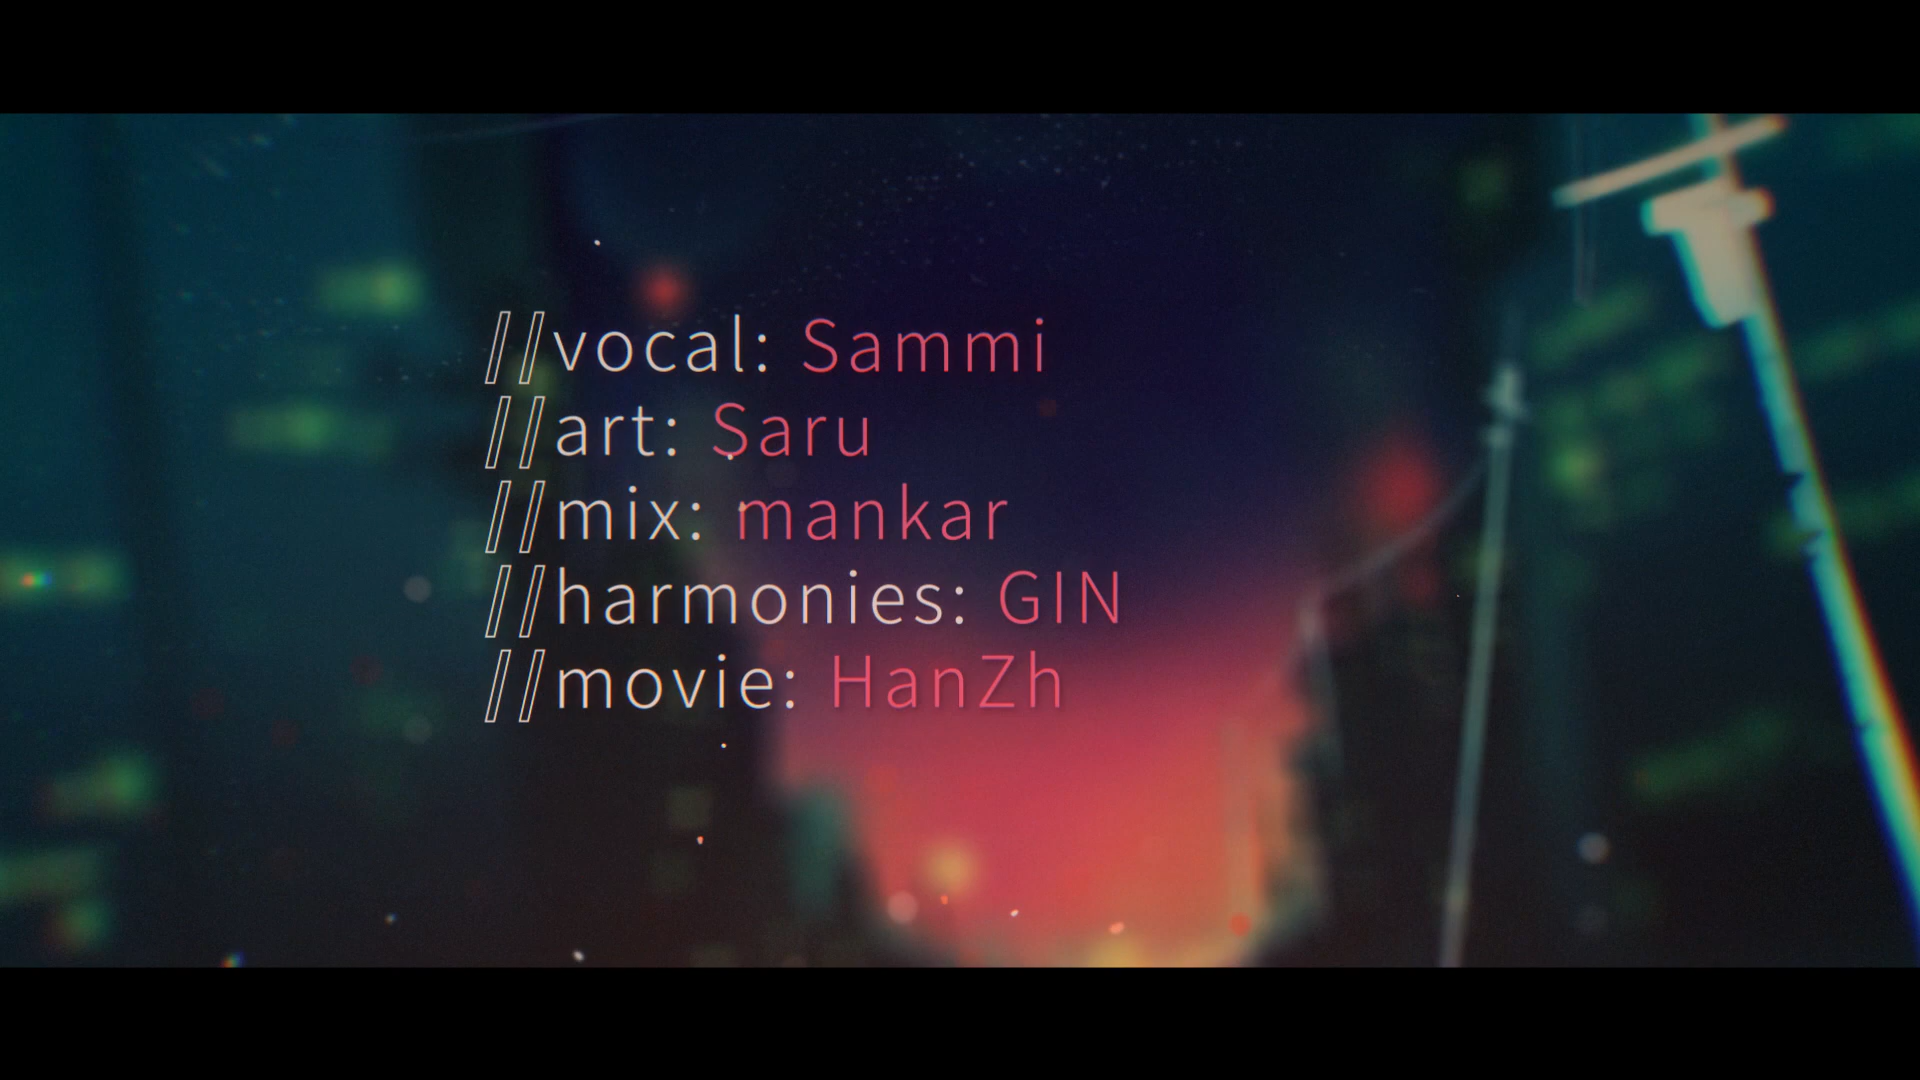 //vocal: Sammi
//art: Saru
//mix: mankar
//harmonies: GIN
//movie: HanZh